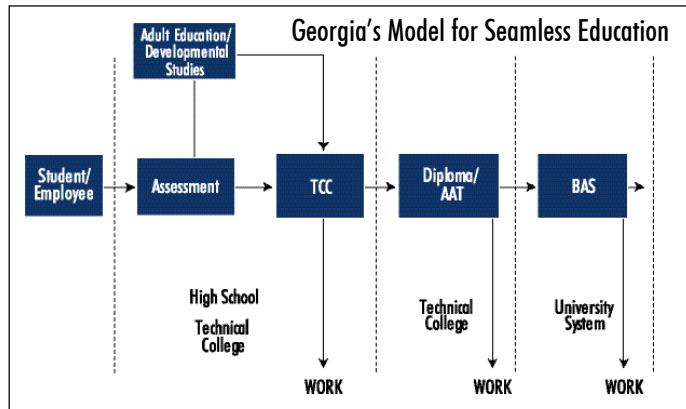 Georgia's Model for Seamless Education
Adult Education/
Developmental
Studies
Student/
Employee
Assessment
TCC
Diploma/
AAT
BAS
High School
Technical
College
Technical
College
University
System
WORK
WORK
WORK